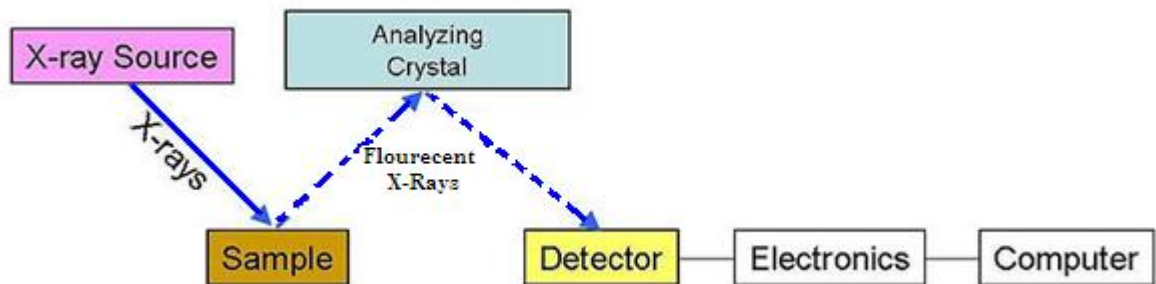 X-ray Source
Analyzing
Crystal
X-rays
Flourecent
X-Rays
Sample
Detector
Electronics
Computer